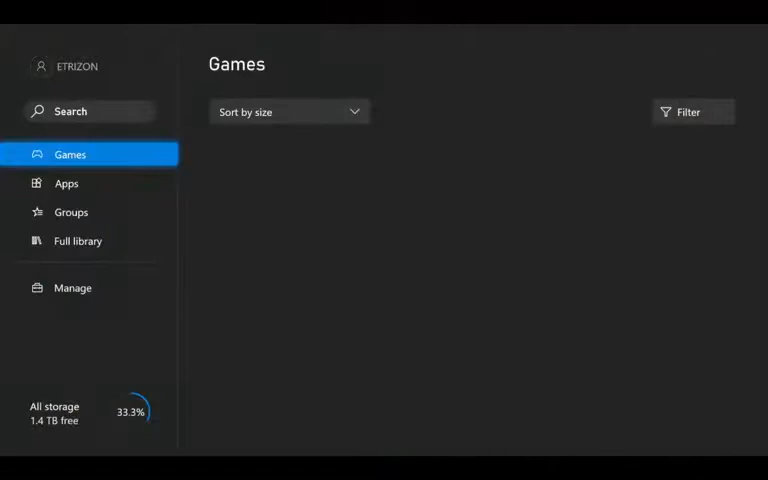 ETRIZON
Games
Search
Sort by size
Filter
Games
Apps
Groups
Full library
Manage
All storage
1.4 TB free
33.3%